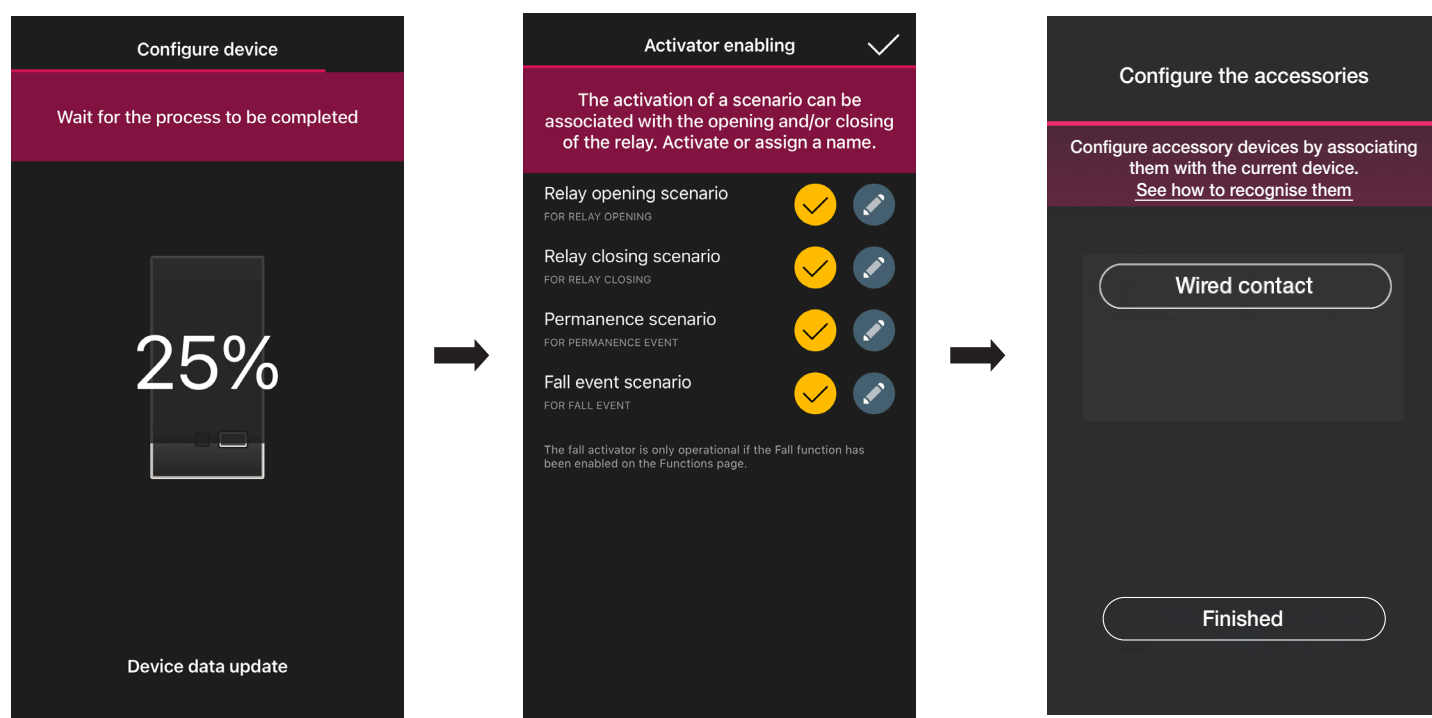 Configure device
Wait for the process to be completed
25%
Device data update
Activator enabling
The activation of a scenario can be
associated with the opening and/or closing
of the relay. Activate or assign a name.
Relay opening scenario
FOR RELAY OPENING
Relay closing scenario
FOR RELAY CLOSING
Permanence scenario
FOR PERMANENCE EVENT
Fall event scenario
FOR FALL EVENT
The fall activator is only operational if the Fall function has
been enabled on the Functions page.
Configure the accessories
Configure accessory devices by associating
them with the current device.
See how to recognise them
Wired contact
Finished